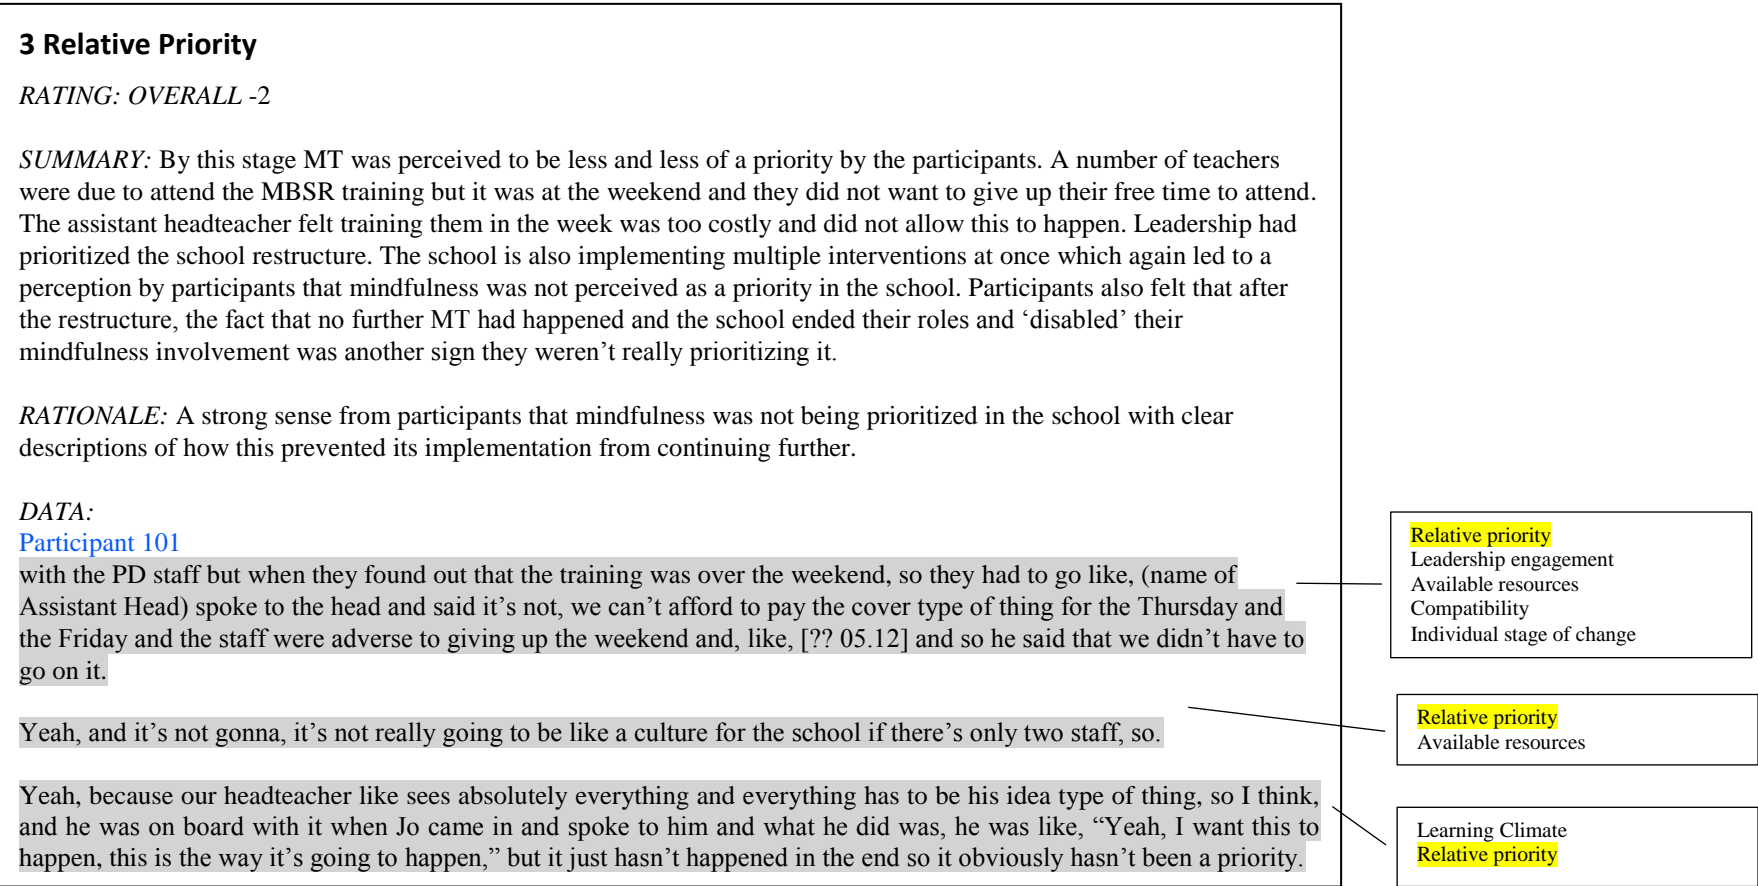 3 Relative Priority
RATING: OVERALL -2
SUMMARY: By this stage MT was perceived to be less and less of a priority by the participants. A number of teachers
were due to attend the MBSR training but it was at the weekend and they did not want to give up their free time to attend.
The assistant headteacher felt training them in the week was too costly and did not allow this to happen. Leadership had
prioritized the school restructure. The school is also implementing multiple interventions at once which again led to a
perception by participants that mindfulness was not perceived as a priority in the school. Participants also felt that after
the restructure, the fact that no further MT had happened and the school ended their roles and ‘disabled’ their
mindfulness involvement was another sign they weren’t really prioritizing it.
RATIONALE: A strong sense from participants that mindfulness was not being prioritized in the school with clear
descriptions of how this prevented its implementation from continuing further.
DATA:
Participant 101
with the PD staff but when they found out that the training was over the weekend, so they had to go like, (name of
Assistant Head) spoke to the head and said it’s not, we can’t afford to pay the cover type of thing for the Thursday and
the Friday and the staff were adverse to giving up the weekend and, like, [?? 05.12] and so he said that we didn’t have to
go on it.
Relative priority
Leadership engagement
Available resources
Compatibility
Individual stage of change
Yeah, and it’s not gonna, it’s not really going to be like a culture for the school if there’s only two staff, so.
Relative priority
Available resources
Yeah, because our headteacher like sees absolutely everything and everything has to be his idea type of thing, so I think,
and he was on board with it when Jo came in and spoke to him and what he did was, he was like, “Yeah, I want this to
happen, this is the way it’s going to happen,” but it just hasn’t happened in the end so it obviously hasn’t been a priority.
Learning Climate
Relative priority